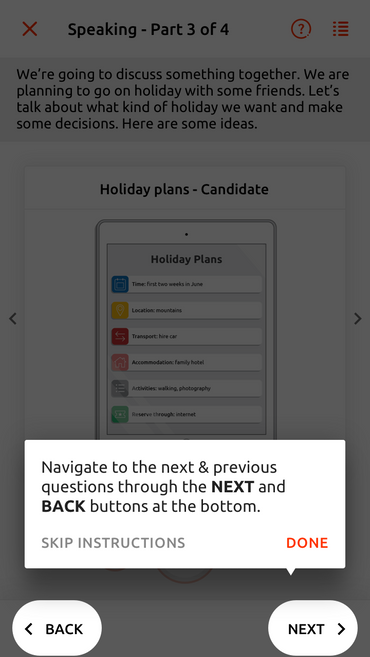 Speaking - Part 3 of 4
?
We're going to discuss something together. We are
planning to go on holiday with some friends. Let's
talk about what kind of holiday we want and make
some decisions. Here are some ideas.
Holiday plans - Candidate
Holiday Plans
Time: first two weeks in June
Location: mountains
Transport: hire car
Accommodation: family hotel
Activities: walking, photography
Reserve through: internet
Navigate to the next & previous
questions through the NEXT and
BACK buttons at the bottom.
SKIP INSTRUCTIONS DONE
BACK NEXT